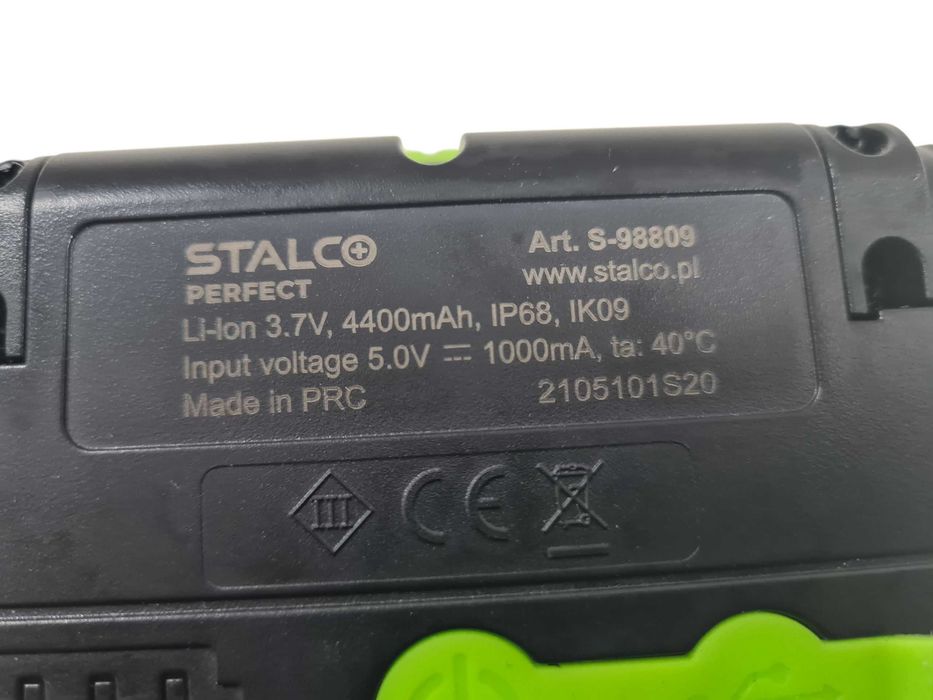 STALCO
PERFECT
Art. S-98809
www.stalco.pl
Li-Ion 3.7V, 4400mAh, IP68, IK09
Input voltage 5.0V ⎓ 1000mA, ta: 40°C
Made in PRC 2105101S20
III CE